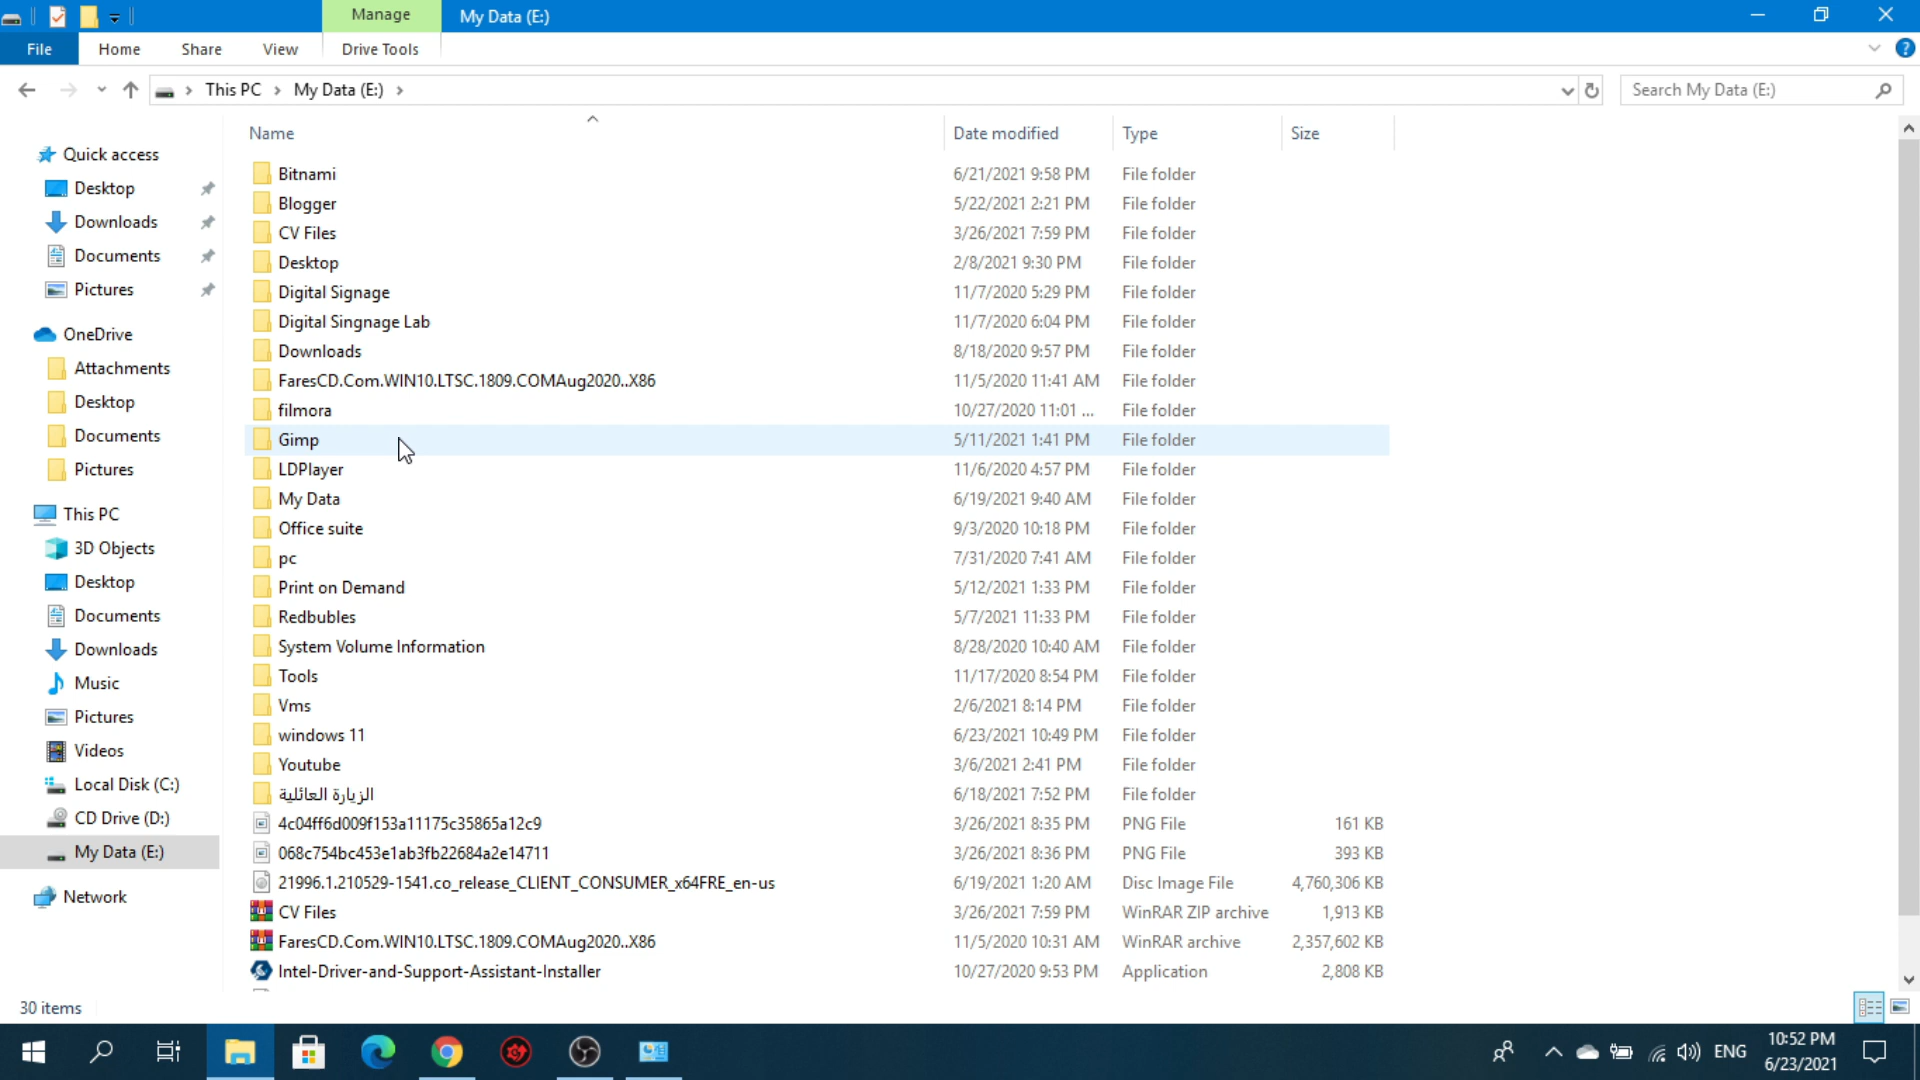 Manage My Data (E:)
File Home Share View Drive Tools
This PC My Data (E:) Search My Data (E:)
Name Date modified Type Size
Quick access
Desktop
Downloads
Documents
Pictures
OneDrive
Attachments
Desktop
Documents
Pictures
This PC
3D Objects
Desktop
Documents
Downloads
Music
Pictures
Videos
Local Disk (C:)
CD Drive (D:)
My Data (E:)
Network
Bitnami 6/21/2021 9:58 PM File folder
Blogger 5/22/2021 2:21 PM File folder
CV Files 3/26/2021 7:59 PM File folder
Desktop 2/8/2021 9:30 PM File folder
Digital Signage 11/7/2020 5:29 PM File folder
Digital Singnage Lab 11/7/2020 6:04 PM File folder
Downloads 8/18/2020 9:57 PM File folder
FaresCD.Com.WIN10.LTSC.1809.COMAug2020..X86 11/5/2020 11:41 AM File folder
filmora 10/27/2020 11:01 ... File folder
Gimp 5/11/2021 1:41 PM File folder
LDPlayer 11/6/2020 4:57 PM File folder
My Data 6/19/2021 9:40 AM File folder
Office suite 9/3/2020 10:18 PM File folder
pc 7/31/2020 7:41 AM File folder
Print on Demand 5/12/2021 1:33 PM File folder
Redbubles 5/7/2021 11:33 PM File folder
System Volume Information 8/28/2020 10:40 AM File folder
Tools 11/17/2020 8:54 PM File folder
Vms 2/6/2021 8:14 PM File folder
windows 11 6/23/2021 10:49 PM File folder
Youtube 3/6/2021 2:41 PM File folder
الزيارة العائلية 6/18/2021 7:52 PM File folder
4c04ff6d009f153a11175c35865a12c9 3/26/2021 8:35 PM PNG File 161 KB
068c754bc453e1ab3fb22684a2e14711 3/26/2021 8:36 PM PNG File 393 KB
21996.1.210529-1541.co_release_CLIENT_CONSUMER_x64FRE_en-us 6/19/2021 1:20 AM Disc Image File 4,760,306 KB
CV Files 3/26/2021 7:59 PM WinRAR ZIP archive 1,913 KB
FaresCD.Com.WIN10.LTSC.1809.COMAug2020..X86 11/5/2020 10:31 AM WinRAR archive 2,357,602 KB
Intel-Driver-and-Support-Assistant-Installer 10/27/2020 9:53 PM Application 2,808 KB
30 items
ENG
10:52 PM
6/23/2021